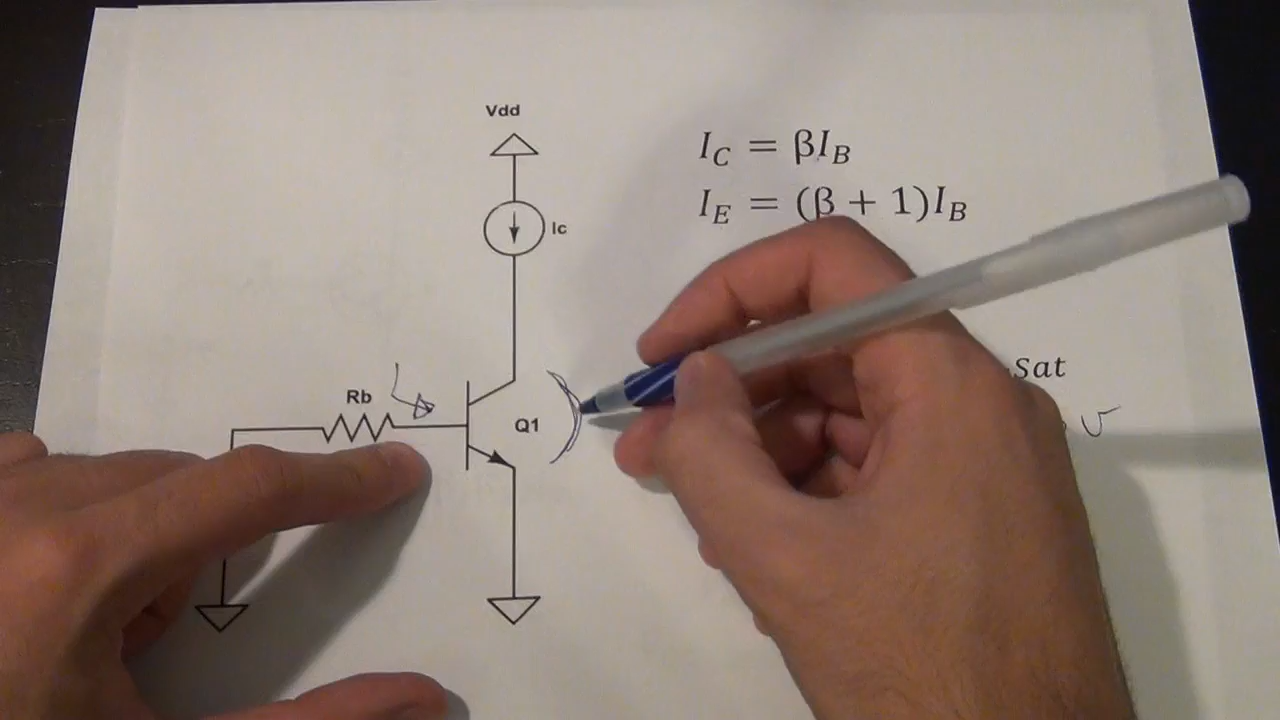 Vdd
I_C = βI_B
I_E = (β + 1)I_B
Ic
Sat
Rb
Q1
v